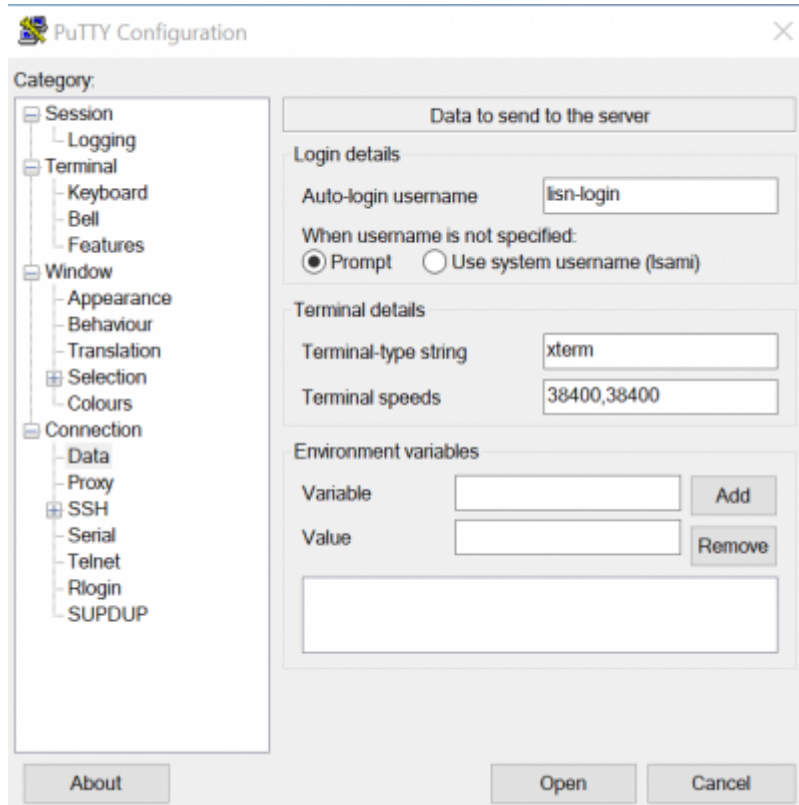 PuTTY Configuration
Category:
Session
Logging
Terminal
Keyboard
Bell
Features
Window
Appearance
Behaviour
Translation
Selection
Colours
Connection
Data
Proxy
SSH
Serial
Telnet
Rlogin
SUPDUP
Data to send to the server
Login details
Auto-login username lisn-login
When username is not specified:
Prompt Use system username (lsami)
Terminal details
Terminal-type string xterm
Terminal speeds 38400,38400
Environment variables
Variable Add
Value Remove
About Open Cancel